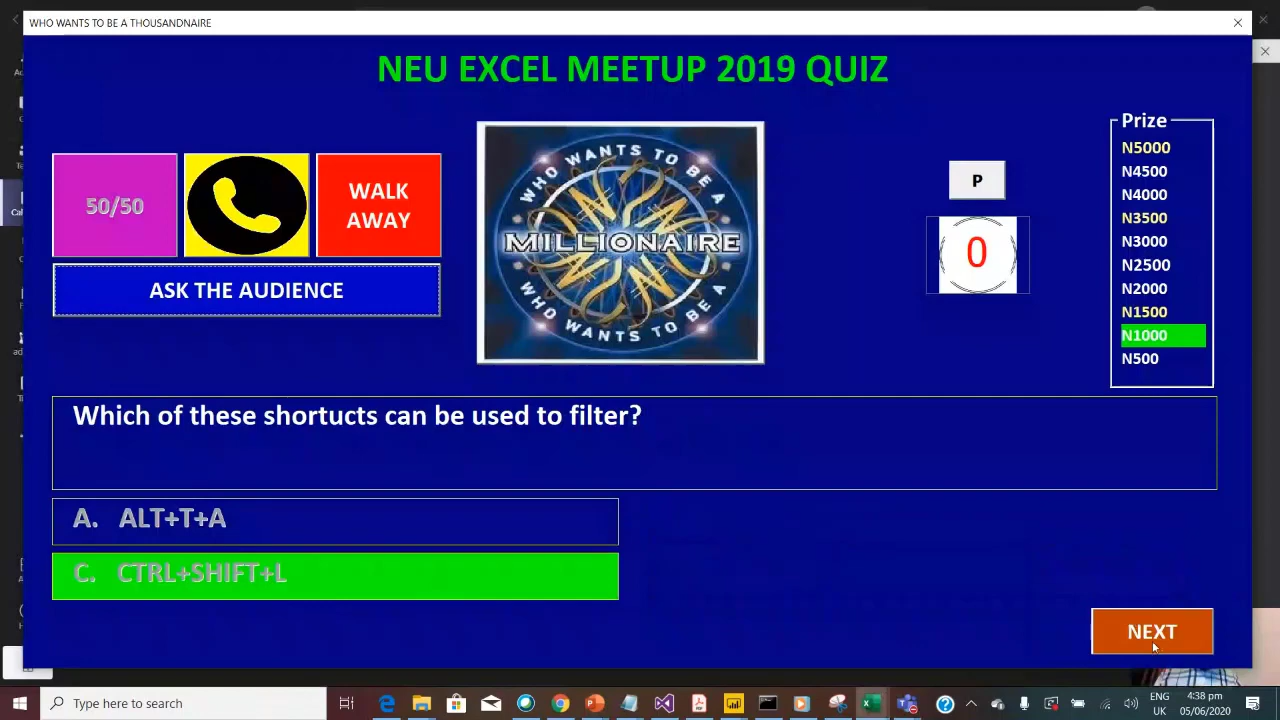 WHO WANTS TO BE A THOUSANDNAIRE
NEU EXCEL MEETUP 2019 QUIZ
50/50
WALK
AWAY
ASK THE AUDIENCE
WHO WANTS TO BE A
MILLIONAIRE
WHO WANTS TO BE A
P
0
Prize
N5000
N4500
N4000
N3500
N3000
N2500
N2000
N1500
N1000
N500
Which of these shortucts can be used to filter?
A. ALT+T+A
C. CTRL+SHIFT+L
NEXT
Type here to search
ENG
UK
4:38 pm
05/06/2020